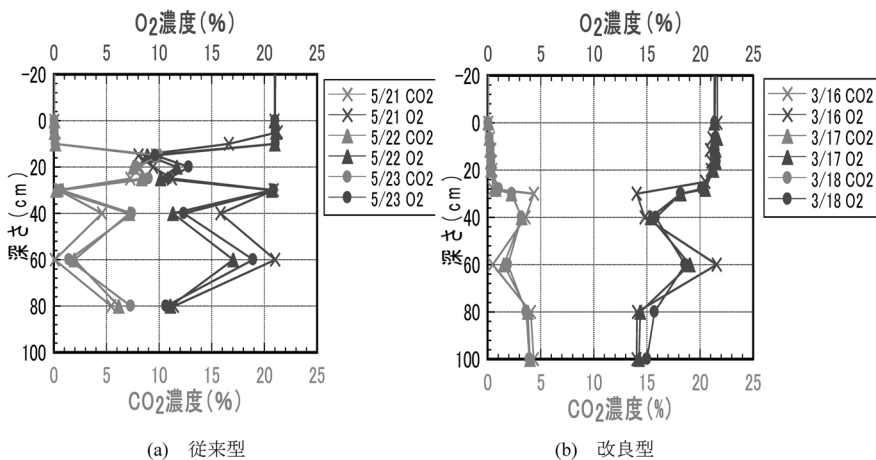 O2濃度(%)
0 5 10 15 20 25
-20
0
20
40
60
80
100
深さ(cm)
0 5 10 15 20 25
CO2濃度(%)
5/21 CO2
5/21 O2
5/22 CO2
5/22 O2
5/23 CO2
5/23 O2
(a) 従来型
O2濃度(%)
0 5 10 15 20 25
-20
0
20
40
60
80
100
深さ(cm)
0 5 10 15 20 25
CO2濃度(%)
3/16 CO2
3/16 O2
3/17 CO2
3/17 O2
3/18 CO2
3/18 O2
(b) 改良型